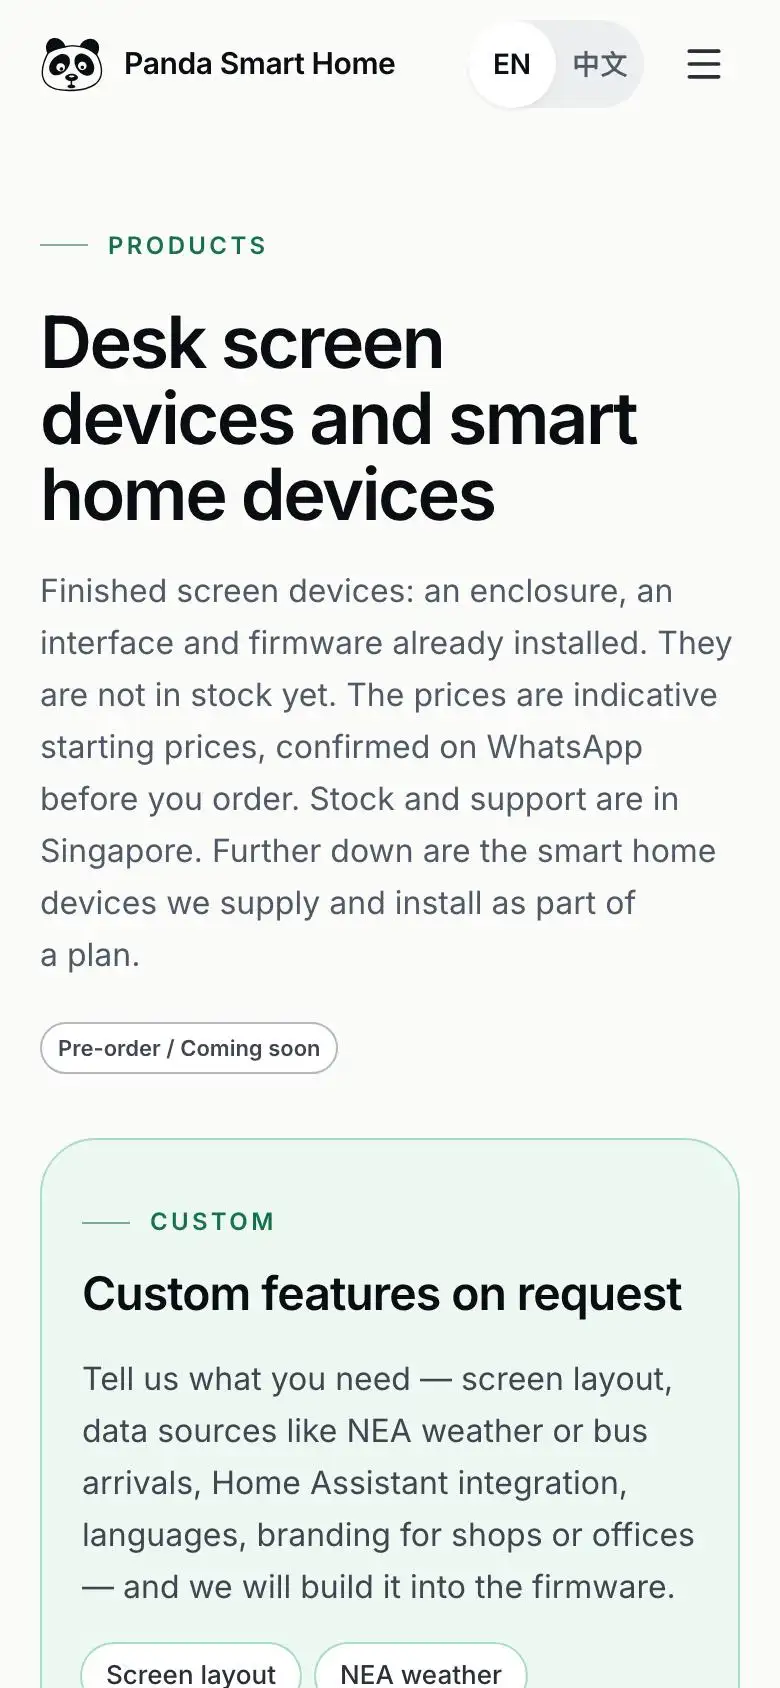 Panda Smart Home
EN 中文
PRODUCTS
Desk screen
devices and smart
home devices
Finished screen devices: an enclosure, an
interface and firmware already installed. They
are not in stock yet. The prices are indicative
starting prices, confirmed on WhatsApp
before you order. Stock and support are in
Singapore. Further down are the smart home
devices we supply and install as part of
a plan.
Pre-order / Coming soon
CUSTOM
Custom features on request
Tell us what you need — screen layout,
data sources like NEA weather or bus
arrivals, Home Assistant integration,
languages, branding for shops or offices
— and we will build it into the firmware.
Screen layout NEA weather